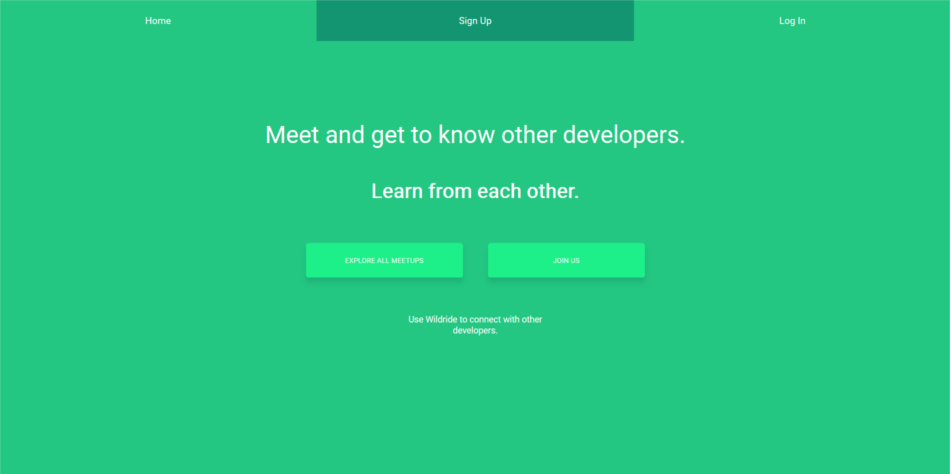 Home
Sign Up
Log In
Meet and get to know other developers.
Learn from each other.
EXPLORE ALL MEETUPS
JOIN US
Use Wildride to connect with other
developers.